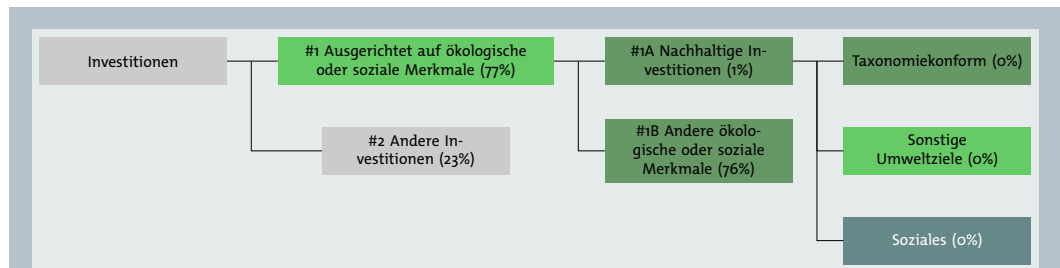 Investitionen
#1 Ausgerichtet auf ökologische
oder soziale Merkmale (77%)
#1A Nachhaltige In-
vestitionen (1%)
Taxonomiekonform (0%)
#2 Andere In-
vestitionen (23%)
#1B Andere ökolo-
gische oder soziale
Merkmale (76%)
Sonstige
Umweltziele (0%)
Soziales (0%)